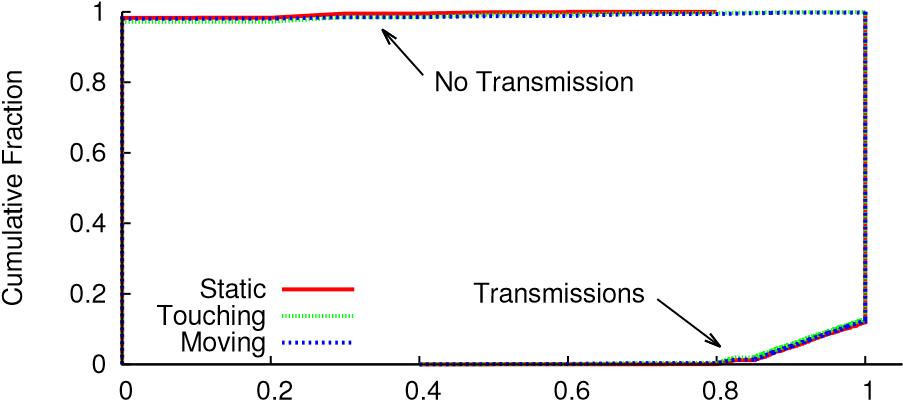 1
No Transmission
0.8
Cumulative Fraction
0.6
0.4
0.2
Static
Transmissions
Touching
Moving
0
0 0.2 0.4 0.6 0.8 1